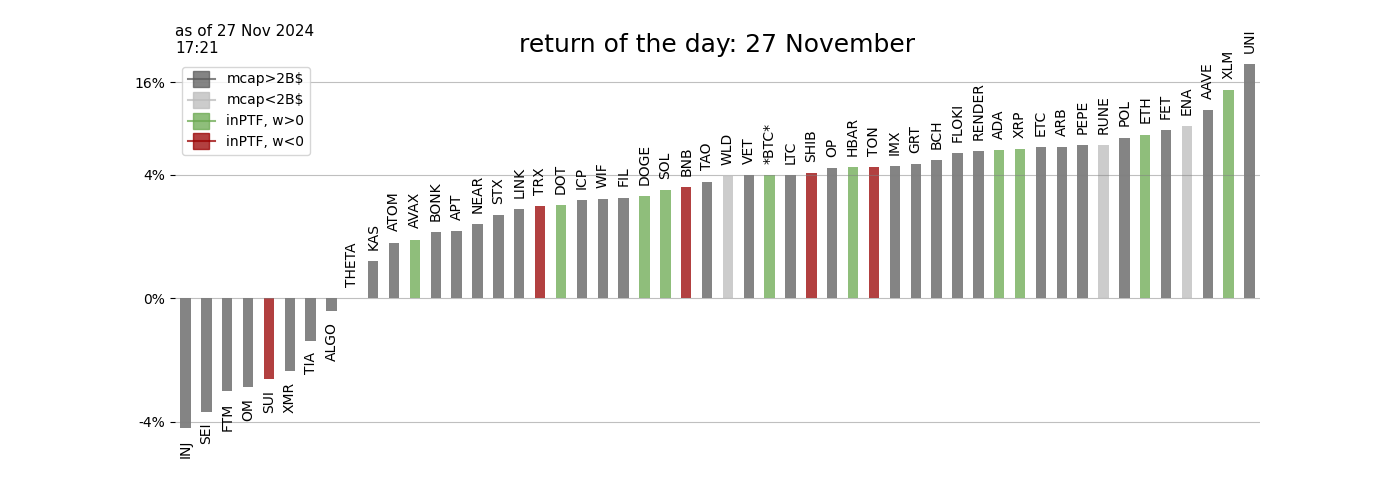 as of 27 Nov 2024
17:21
return of the day: 27 November
mcap>2B$
mcap<2B$
inPTF, w>0
inPTF, w<0
16%
4%
0%
-4%
INJ
SEI
FTM
OM
SUI
XMR
TIA
ALGO
THETA
KAS
ATOM
AVAX
BONK
APT
NEAR
STX
LINK
TRX
DOT
ICP
WIF
FIL
DOGE
SOL
BNB
TAO
WLD
VET
*BTC*
LTC
SHIB
OP
HBAR
TON
IMX
GRT
BCH
FLOKI
RENDER
ADA
XRP
ETC
ARB
PEPE
RUNE
POL
ETH
FET
ENA
AAVE
XLM
UNI